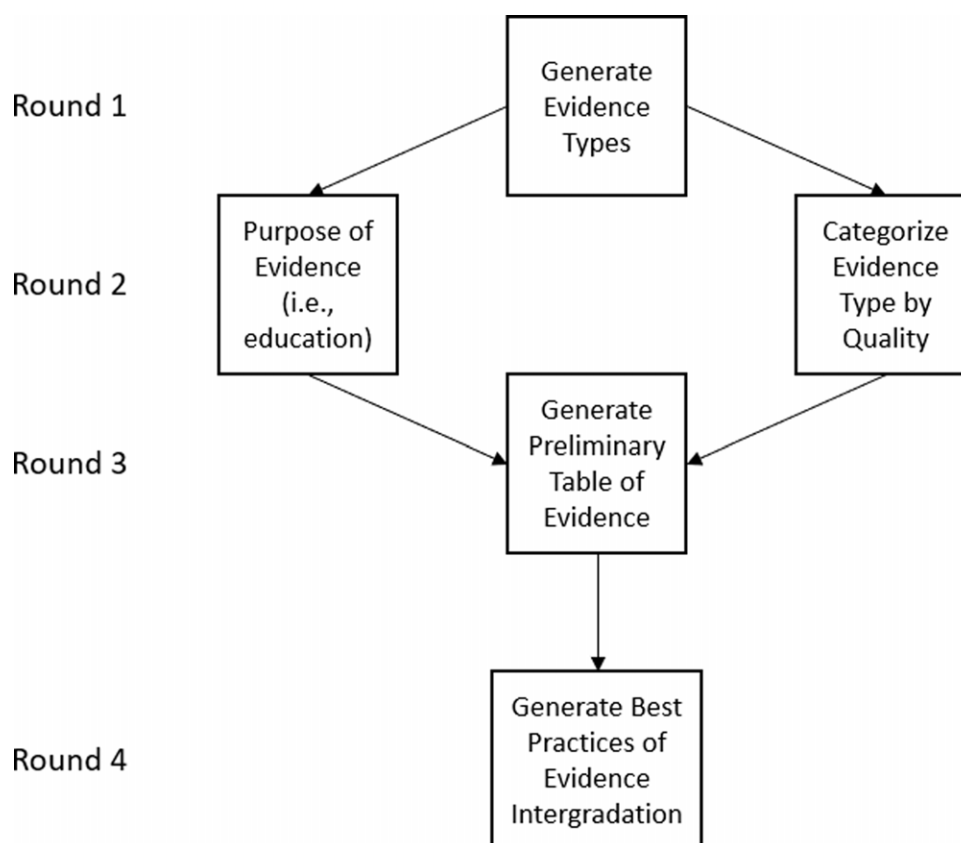 Round 1
Generate
Evidence
Types
Round 2
Purpose of
Evidence
(i.e.,
education)
Categorize
Evidence
Type by
Quality
Round 3
Generate
Preliminary
Table of
Evidence
Round 4
Generate Best
Practices of
Evidence
Intergradation